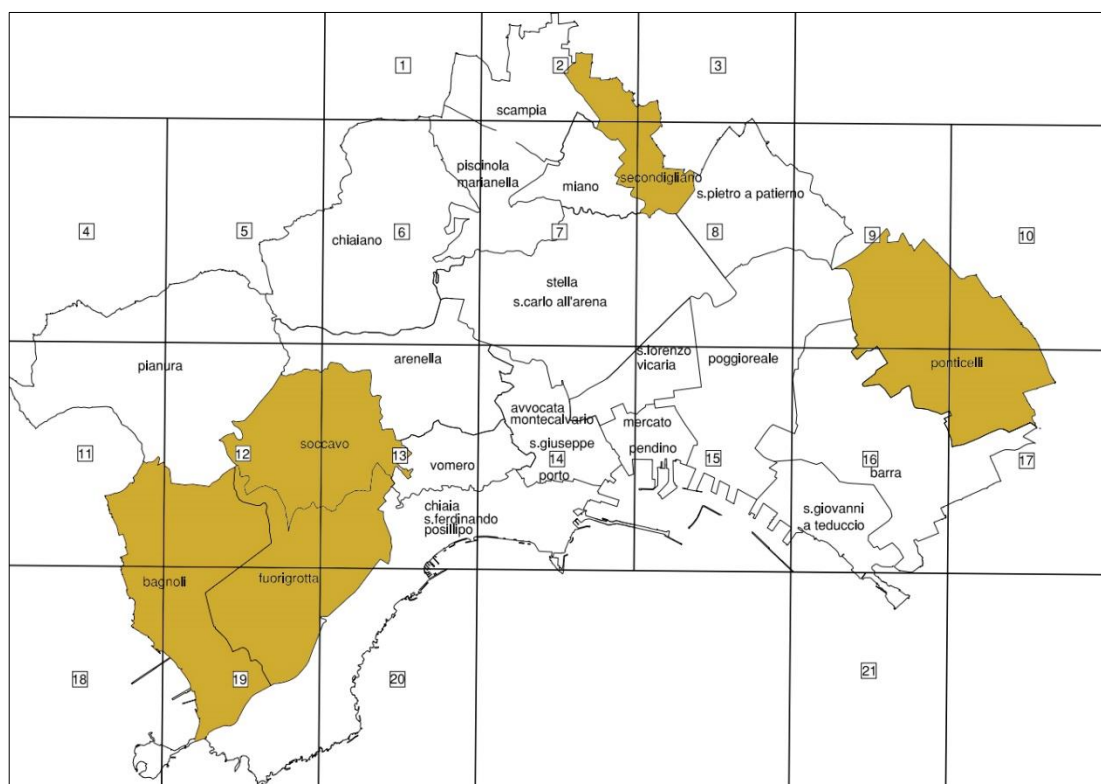 1
2
3
scampia
piscinola
marianella
miano
secondigliano
s.pietro a patierno
4
5
chiaiano
6
7
8
9
10
stella
s.carlo all'arena
pianura
arenella
s.lorenzo
vicaria
poggioreale
ponticelli
avvocata
montecalvario
mercato
soccavo
s.giuseppe
pendino
11
12
13
vomero
14
porto
15
16
barra
17
chiaia
s.ferdinando
posillipo
s.giovanni
a teduccio
bagnoli
fuorigrotta
18
19
20
21